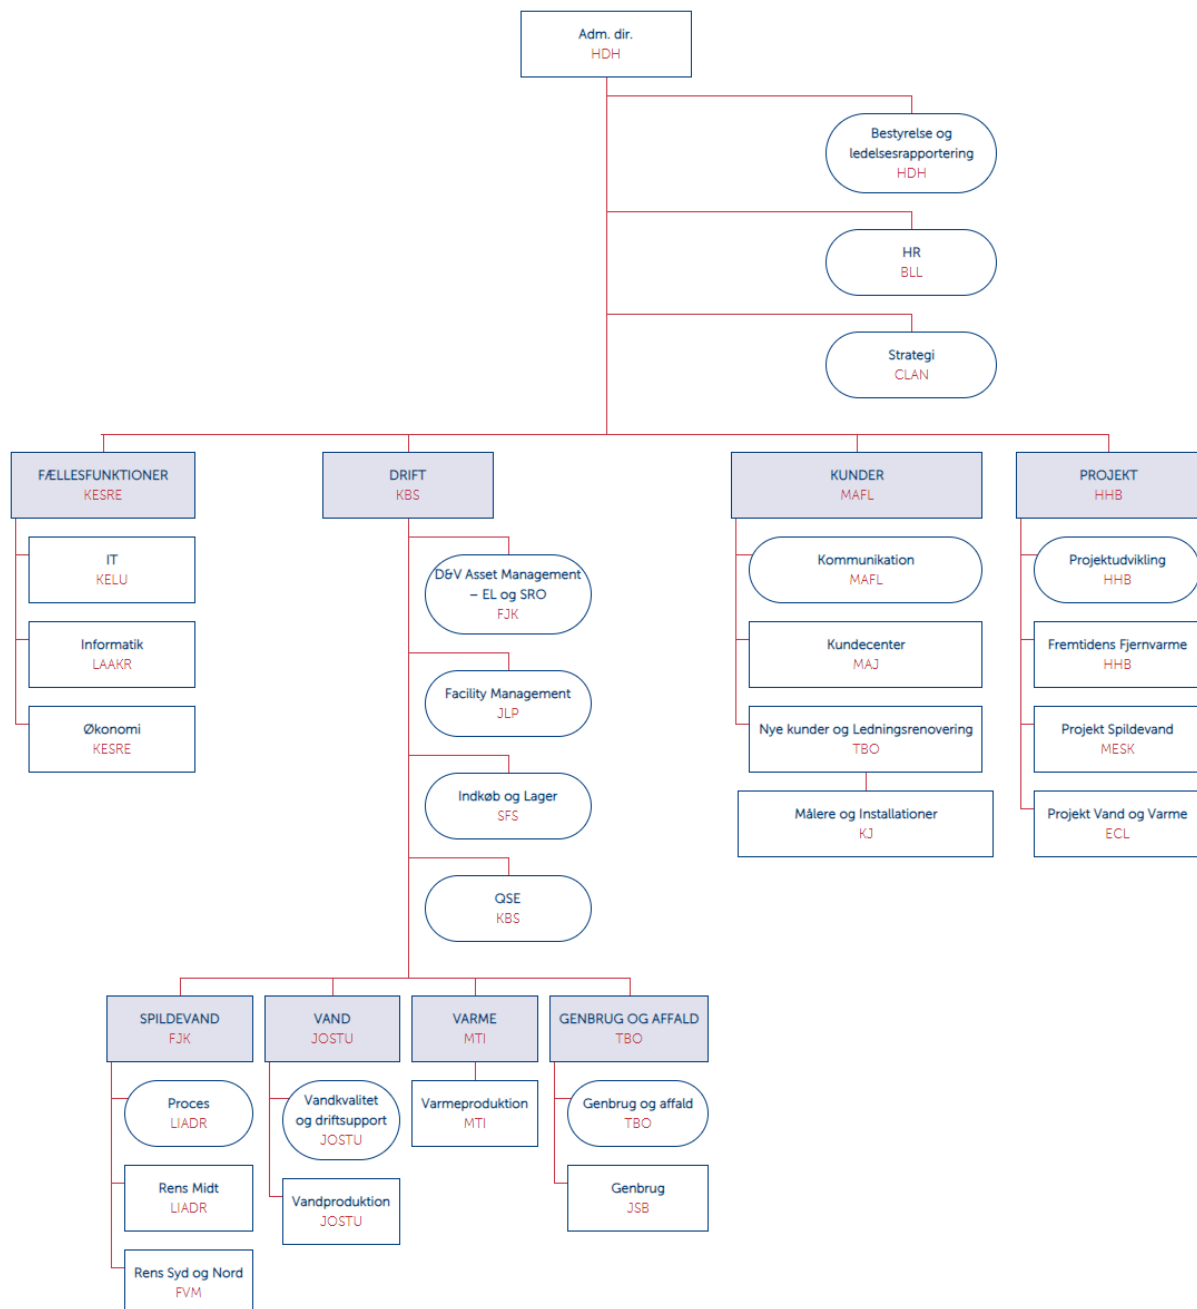 Adm. dir.
HDH
Bestyrelse og
ledelsesrapportering
HDH
HR
BLL
Strategi
CLAN
FÆLLESFUNKTIONER
KESRE
IT
KELU
Informatik
LAAKR
Økonomi
KESRE
DRIFT
KBS
D&V Asset Management
– EL og SRO
FJK
Facility Management
JLP
Indkøb og Lager
SFS
QSE
KBS
SPILDEVAND
FJK
Proces
LIADR
Rens Midt
LIADR
Rens Syd og Nord
FVM
VAND
JOSTU
Vandkvalitet
og driftsupport
JOSTU
Vandproduktion
JOSTU
VARME
MTI
Varmeproduktion
MTI
GENBRUG OG AFFALD
TBO
Genbrug og affald
TBO
Genbrug
JSB
KUNDER
MAFL
Kommunikation
MAFL
Kundecenter
MAJ
Nye kunder og Ledningsrenovering
TBO
Målere og Installationer
KJ
PROJEKT
HHB
Projektudvikling
HHB
Fremtidens Fjernvarme
HHB
Projekt Spildevand
MESK
Projekt Vand og Varme
ECL